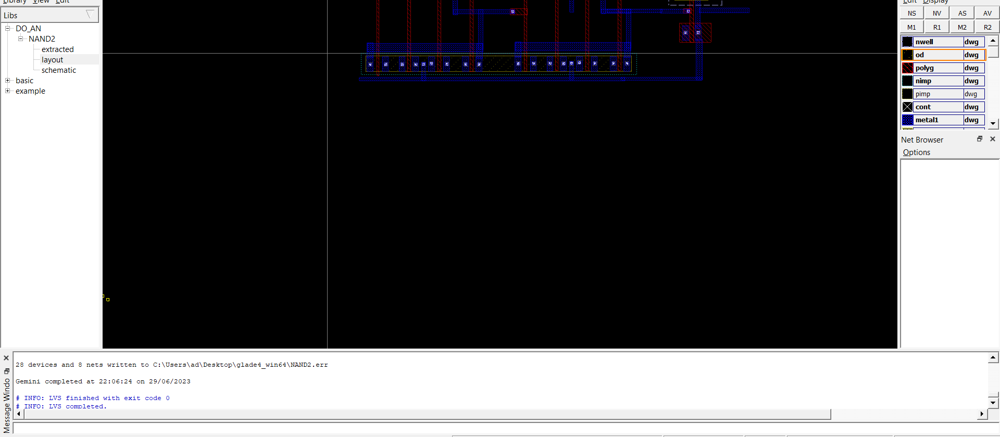 Library View Edit
Libs
DO_AN
NAND2
extracted
layout
schematic
basic
example
Edit Display
NS NV AS AV
M1 R1 M2 R2
nwell dwg
od dwg
polyg dwg
nimp dwg
pimp dwg
cont dwg
metal1 dwg
Net Browser
Options
Message Windo
28 devices and 8 nets written to C:\Users\ad\Desktop\glade4_win64\NAND2.err
Gemini completed at 22:06:24 on 29/06/2023
# INFO: LVS finished with exit code 0
# INFO: LVS completed.